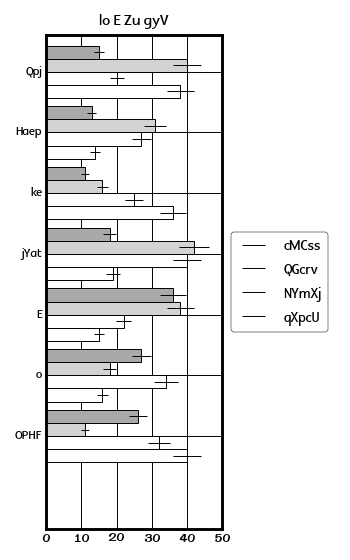 lo E Zu gyV
Qpj
Haep
ke
jYat
E
o
OPHF
0 10 20 30 40 50
cMCss
QGcrv
NYmXj
qXpcU